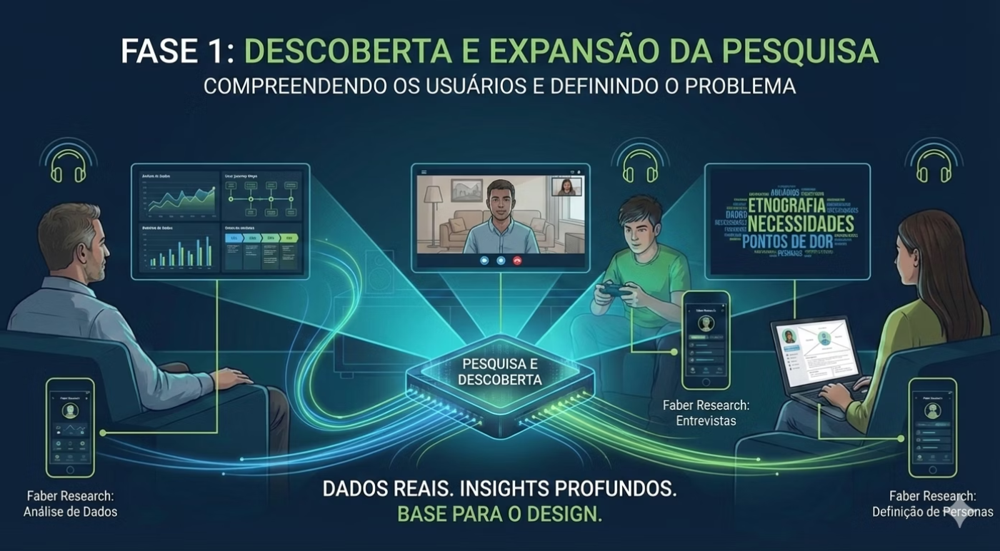 FASE 1: DESCOBERTA E EXPANSÃO DA PESQUISA
COMPREENDENDO OS USUÁRIOS E DEFININDO O PROBLEMA
ETNOGRAFIA
NECESSIDADES
PONTOS DE DOR
PESQUISA E
DESCOBERTA
Faber Research:
Entrevistas
Faber Research:
Análise de Dados
DADOS REAIS. INSIGHTS PROFUNDOS.
BASE PARA O DESIGN.
Faber Research:
Definição de Personas